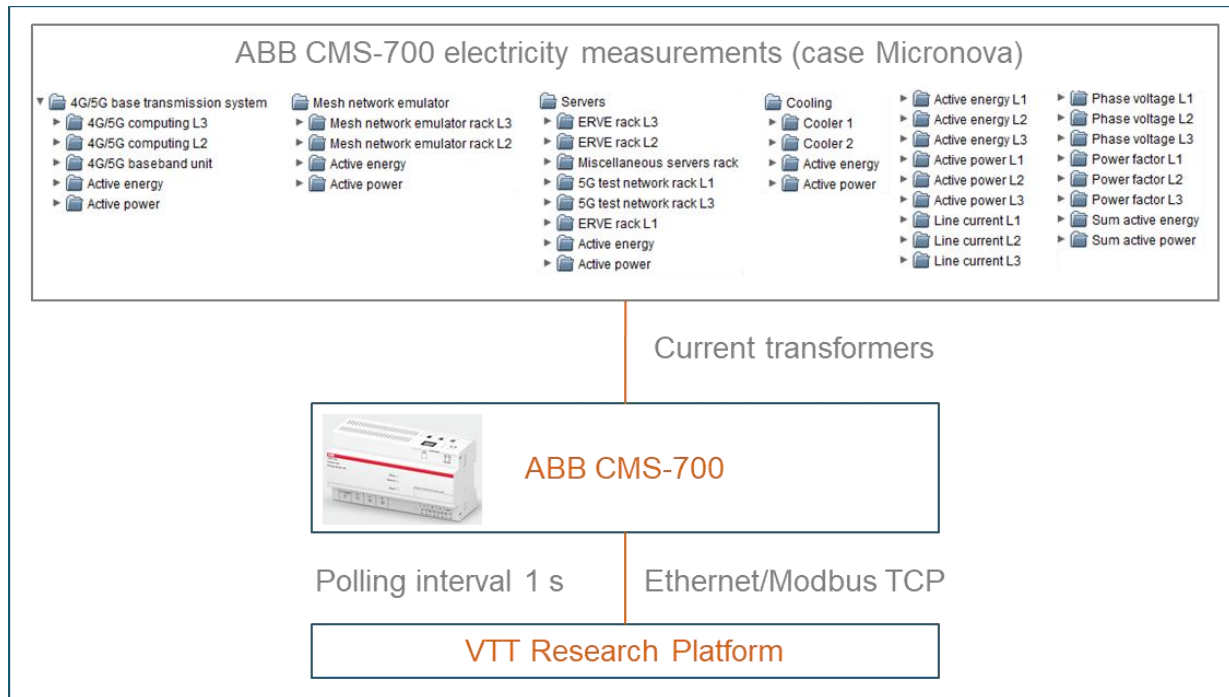 ABB CMS-700 electricity measurements (case Micronova)
4G/5G base transmission system
4G/5G computing L3
4G/5G computing L2
4G/5G baseband unit
Active energy
Active power
Mesh network emulator
Mesh network emulator rack L3
Mesh network emulator rack L2
Active energy
Active power
Servers
ERVE rack L3
ERVE rack L2
Miscellaneous servers rack
5G test network rack L1
5G test network rack L3
ERVE rack L1
Active energy
Active power
Cooling
Cooler 1
Cooler 2
Active energy
Active power
Active energy L1
Active energy L2
Active energy L3
Active power L1
Active power L2
Active power L3
Line current L1
Line current L2
Line current L3
Phase voltage L1
Phase voltage L2
Phase voltage L3
Power factor L1
Power factor L2
Power factor L3
Sum active energy
Sum active power
Current transformers
ABB CMS-700
Polling interval 1 s
Ethernet/Modbus TCP
VTT Research Platform